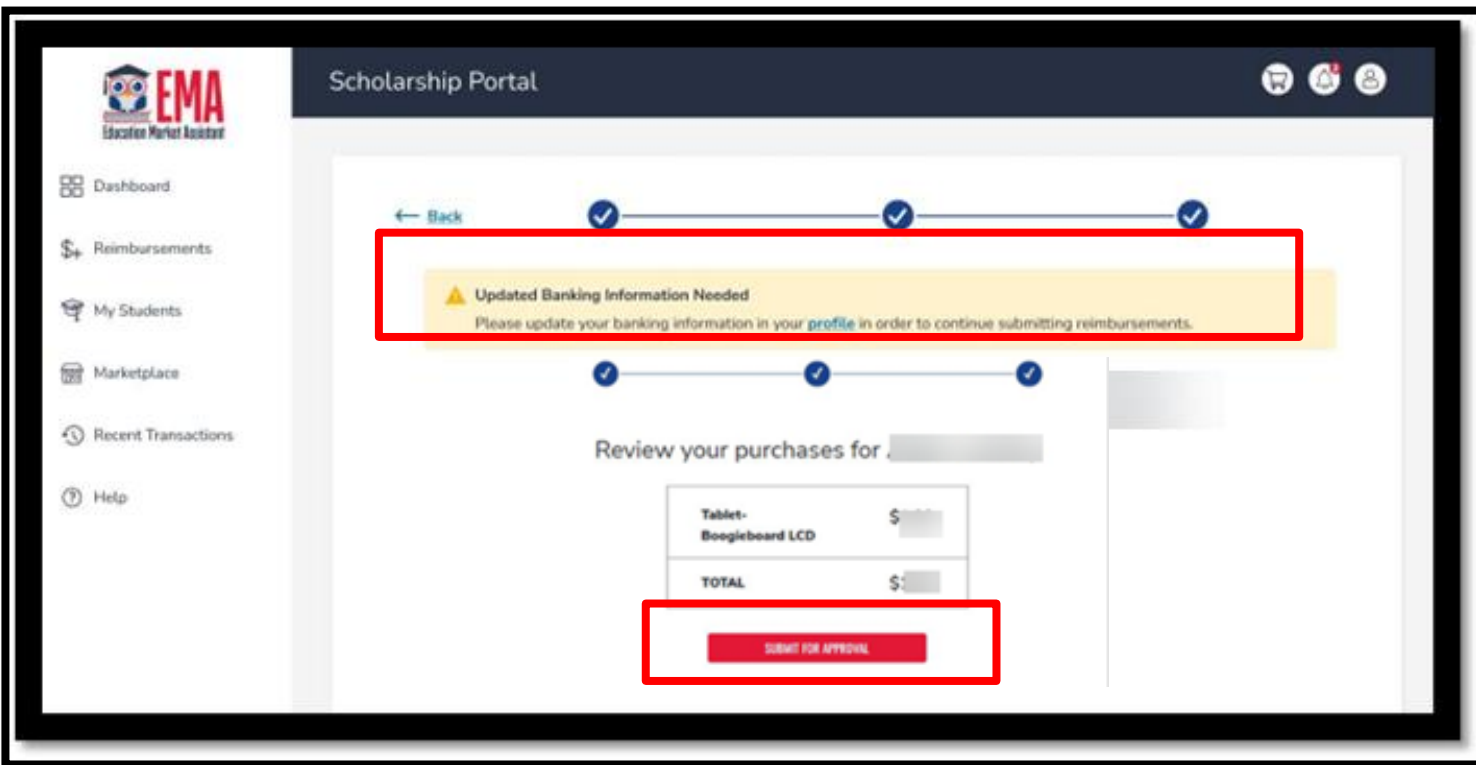 EMA
Education Market Assistant
Scholarship Portal
Dashboard
Reimbursements
My Students
Marketplace
Recent Transactions
Help
← Back
Updated Banking Information Needed
Please update your banking information in your profile in order to continue submitting reimbursements.
Review your purchases for
Tablet- $
Boogieboard LCD
TOTAL $
SUBMIT FOR APPROVAL